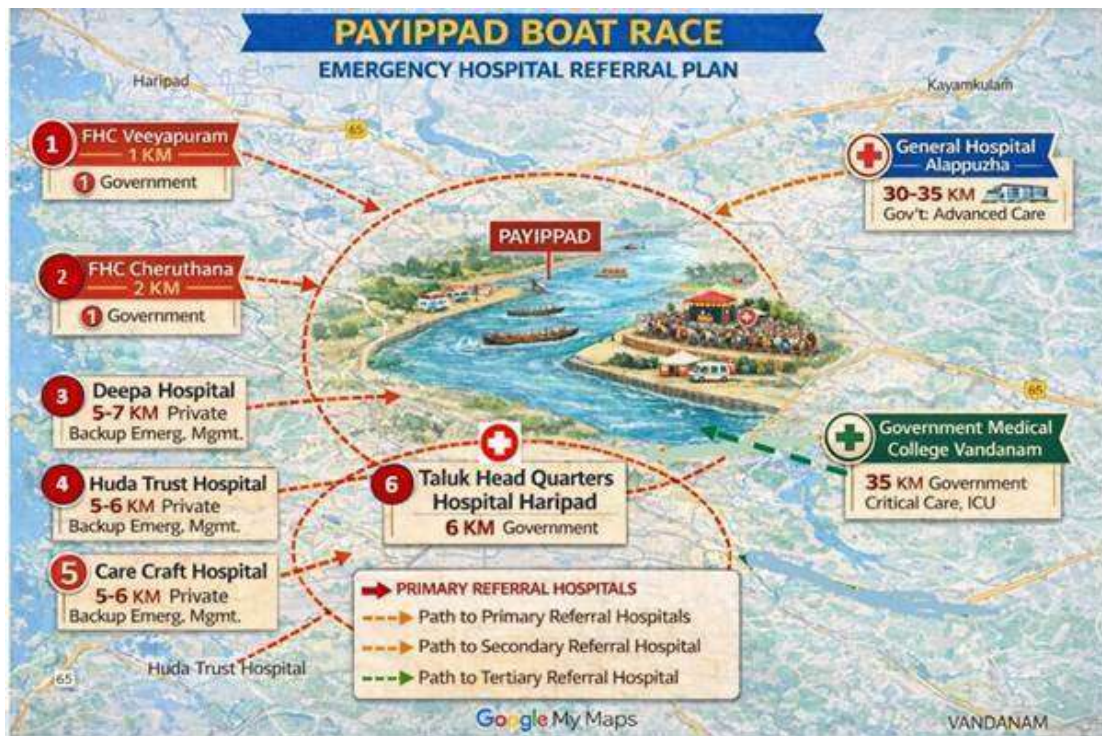 PAYIPPAD BOAT RACE
EMERGENCY HOSPITAL REFERRAL PLAN
Haripad
Kayamkulam
65
1 FHC Veeyapuram
1 KM
1 Government
General Hospital
Alappuzha
30-35 KM
Gov't: Advanced Care
PAYIPPAD
2 FHC Cheruthana
2 KM
1 Government
3 Deepa Hospital
5-7 KM Private
Backup Emerg, Mgmt.
65
Government Medical
College Vandanam
35 KM Government
Critical Care, ICU
4 Huda Trust Hospital
5-6 KM Private
Backup Emerg, Mgmt.
6 Taluk Head Quarters
Hospital Haripad
6 KM Government
5 Care Craft Hospital
5-6 KM Private
Backup Emerg, Mgmt.
PRIMARY REFERRAL HOSPITALS
Path to Primary Referral Hospitals
Path to Secondary Referral Hospital
Path to Tertiary Referral Hospital
Huda Trust Hospital
65
Google My Maps
VANDANAM